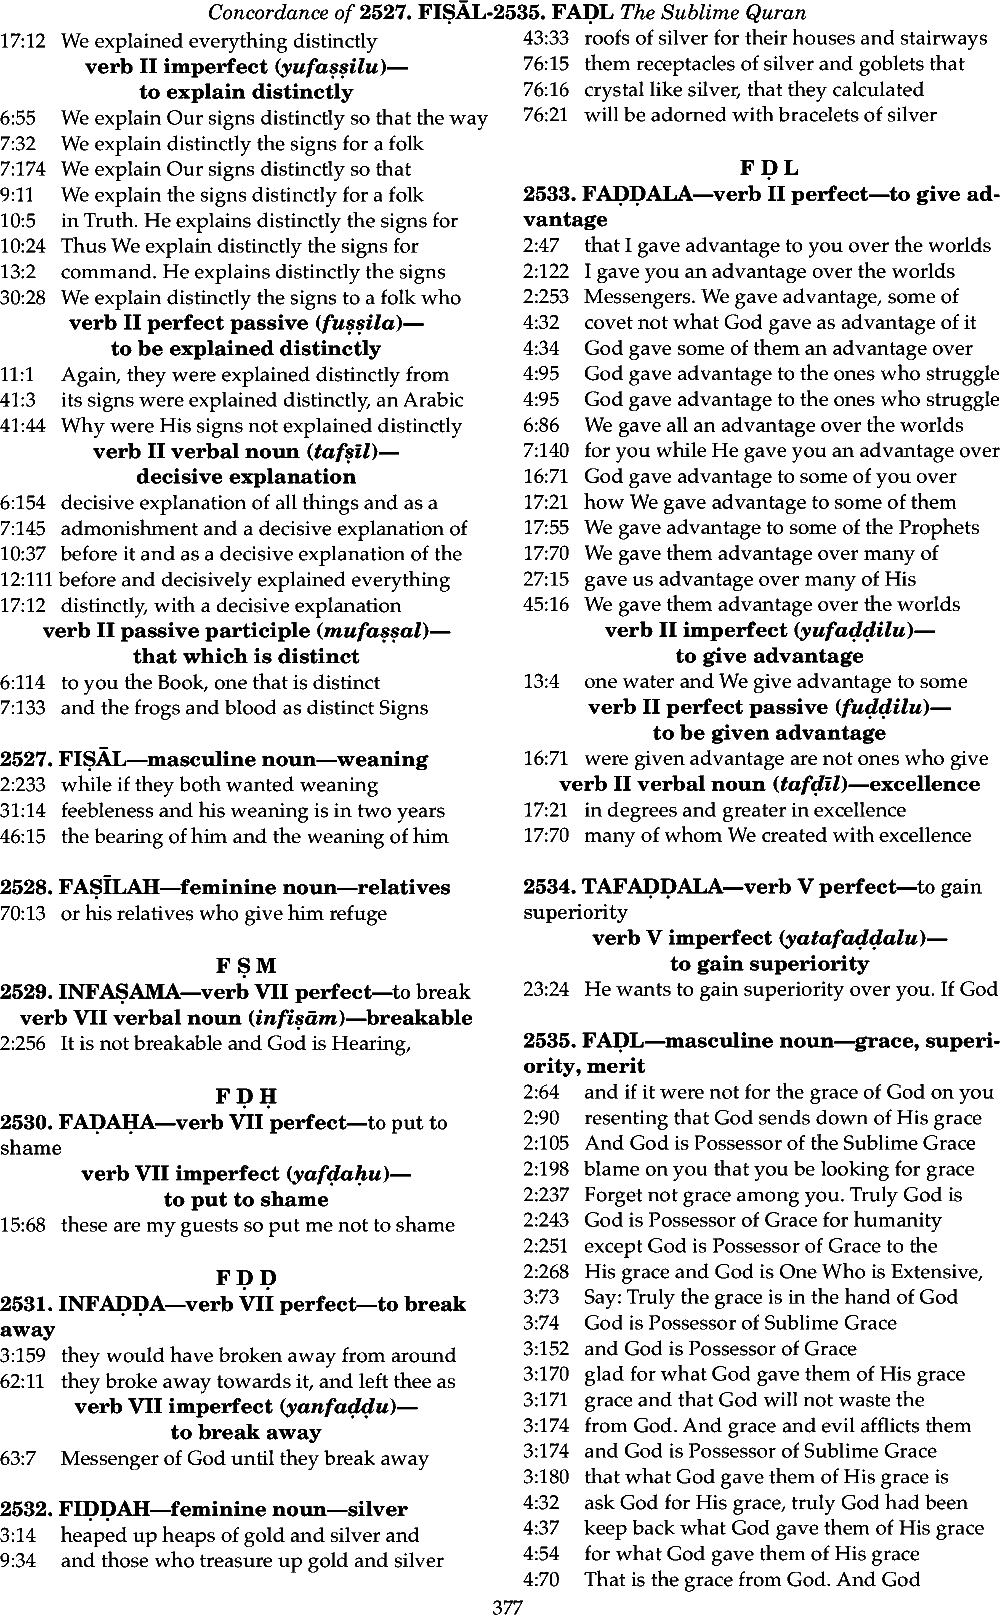 Concordance of 2527. FIṢĀL-2535. FAḌL The Sublime Quran
17:12 We explained everything distinctly
verb II imperfect (yufaṣṣilu)—
to explain distinctly
6:55 We explain Our signs distinctly so that the way
7:32 We explain distinctly the signs for a folk
7:174 We explain Our signs distinctly so that
9:11 We explain the signs distinctly for a folk
10:5 in Truth. He explains distinctly the signs for
10:24 Thus We explain distinctly the signs for
13:2 command. He explains distinctly the signs
30:28 We explain distinctly the signs to a folk who
verb II perfect passive (fuṣṣila)—
to be explained distinctly
11:1 Again, they were explained distinctly from
41:3 its signs were explained distinctly, an Arabic
41:44 Why were His signs not explained distinctly
verb II verbal noun (tafṣīl)—
decisive explanation
6:154 decisive explanation of all things and as a
7:145 admonishment and a decisive explanation of
10:37 before it and as a decisive explanation of the
12:111 before and decisively explained everything
17:12 distinctly, with a decisive explanation
verb II passive participle (mufaṣṣal)—
that which is distinct
6:114 to you the Book, one that is distinct
7:133 and the frogs and blood as distinct Signs
2527. FIṢĀL—masculine noun—weaning
2:233 while if they both wanted weaning
31:14 feebleness and his weaning is in two years
46:15 the bearing of him and the weaning of him
2528. FAṢĪLAH—feminine noun—relatives
70:13 or his relatives who give him refuge
F Ṣ M
2529. INFAṢAMA—verb VII perfect—to break
verb VII verbal noun (infiṣām)—breakable
2:256 It is not breakable and God is Hearing,
F Ḍ Ḥ
2530. FAḌAḤA—verb VII perfect—to put to
shame
verb VII imperfect (yafḍaḥu)—
to put to shame
15:68 these are my guests so put me not to shame
F Ḍ Ḍ
2531. INFAḌḌA—verb VII perfect—to break
away
3:159 they would have broken away from around
62:11 they broke away towards it, and left thee as
verb VII imperfect (yanfaḍḍu)—
to break away
63:7 Messenger of God until they break away
2532. FIḌḌAH—feminine noun—silver
3:14 heaped up heaps of gold and silver and
9:34 and those who treasure up gold and silver
43:33 roofs of silver for their houses and stairways
76:15 them receptacles of silver and goblets that
76:16 crystal like silver, that they calculated
76:21 will be adorned with bracelets of silver
F Ḍ L
2533. FAḌḌALA—verb II perfect—to give ad-
vantage
2:47 that I gave advantage to you over the worlds
2:122 I gave you an advantage over the worlds
2:253 Messengers. We gave advantage, some of
4:32 covet not what God gave as advantage of it
4:34 God gave some of them an advantage over
4:95 God gave advantage to the ones who struggle
4:95 God gave advantage to the ones who struggle
6:86 We gave all an advantage over the worlds
7:140 for you while He gave you an advantage over
16:71 God gave advantage to some of you over
17:21 how We gave advantage to some of them
17:55 We gave advantage to some of the Prophets
17:70 We gave them advantage over many of
27:15 gave us advantage over many of His
45:16 We gave them advantage over the worlds
verb II imperfect (yufaḍḍilu)—
to give advantage
13:4 one water and We give advantage to some
verb II perfect passive (fuḍḍilu)—
to be given advantage
16:71 were given advantage are not ones who give
verb II verbal noun (tafḍīl)—excellence
17:21 in degrees and greater in excellence
17:70 many of whom We created with excellence
2534. TAFAḌḌALA—verb V perfect—to gain
superiority
verb V imperfect (yatafaḍḍalu)—
to gain superiority
23:24 He wants to gain superiority over you. If God
2535. FAḌL—masculine noun—grace, superi-
ority, merit
2:64 and if it were not for the grace of God on you
2:90 resenting that God sends down of His grace
2:105 And God is Possessor of the Sublime Grace
2:198 blame on you that you be looking for grace
2:237 Forget not grace among you. Truly God is
2:243 God is Possessor of Grace for humanity
2:251 except God is Possessor of Grace to the
2:268 His grace and God is One Who is Extensive,
3:73 Say: Truly the grace is in the hand of God
3:74 God is Possessor of Sublime Grace
3:152 and God is Possessor of Grace
3:170 glad for what God gave them of His grace
3:171 grace and that God will not waste the
3:174 from God. And grace and evil afflicts them
3:174 and God is Possessor of Sublime Grace
3:180 that what God gave them of His grace is
4:32 ask God for His grace, truly God had been
4:37 keep back what God gave them of His grace
4:54 for what God gave them of His grace
4:70 That is the grace from God. And God
377